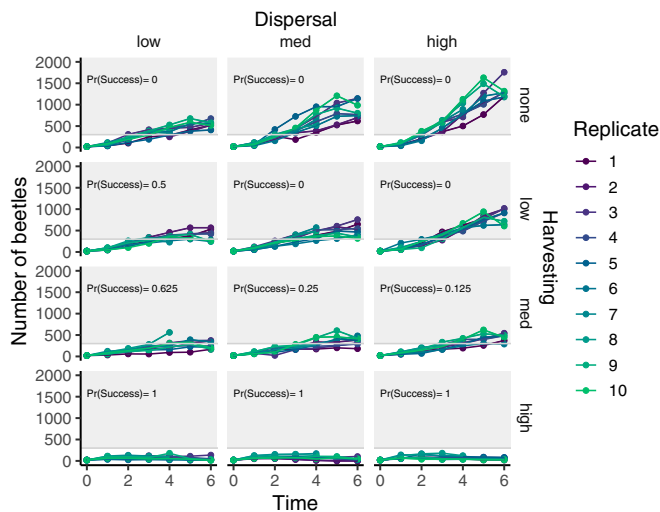 Dispersal
low med high
2000
1500
1000
500
0
Pr(Success)= 0 Pr(Success)= 0 Pr(Success)= 0
none
2000
1500
1000
500
0
Pr(Success)= 0.5 Pr(Success)= 0 Pr(Success)= 0
low
2000
1500
1000
500
0
Pr(Success)= 0.625 Pr(Success)= 0.25 Pr(Success)= 0.125
med
2000
1500
1000
500
0
Pr(Success)= 1 Pr(Success)= 1 Pr(Success)= 1
high
0 2 4 6 0 2 4 6 0 2 4 6
Time
Number of beetles
Harvesting
Replicate
1
2
3
4
5
6
7
8
9
10